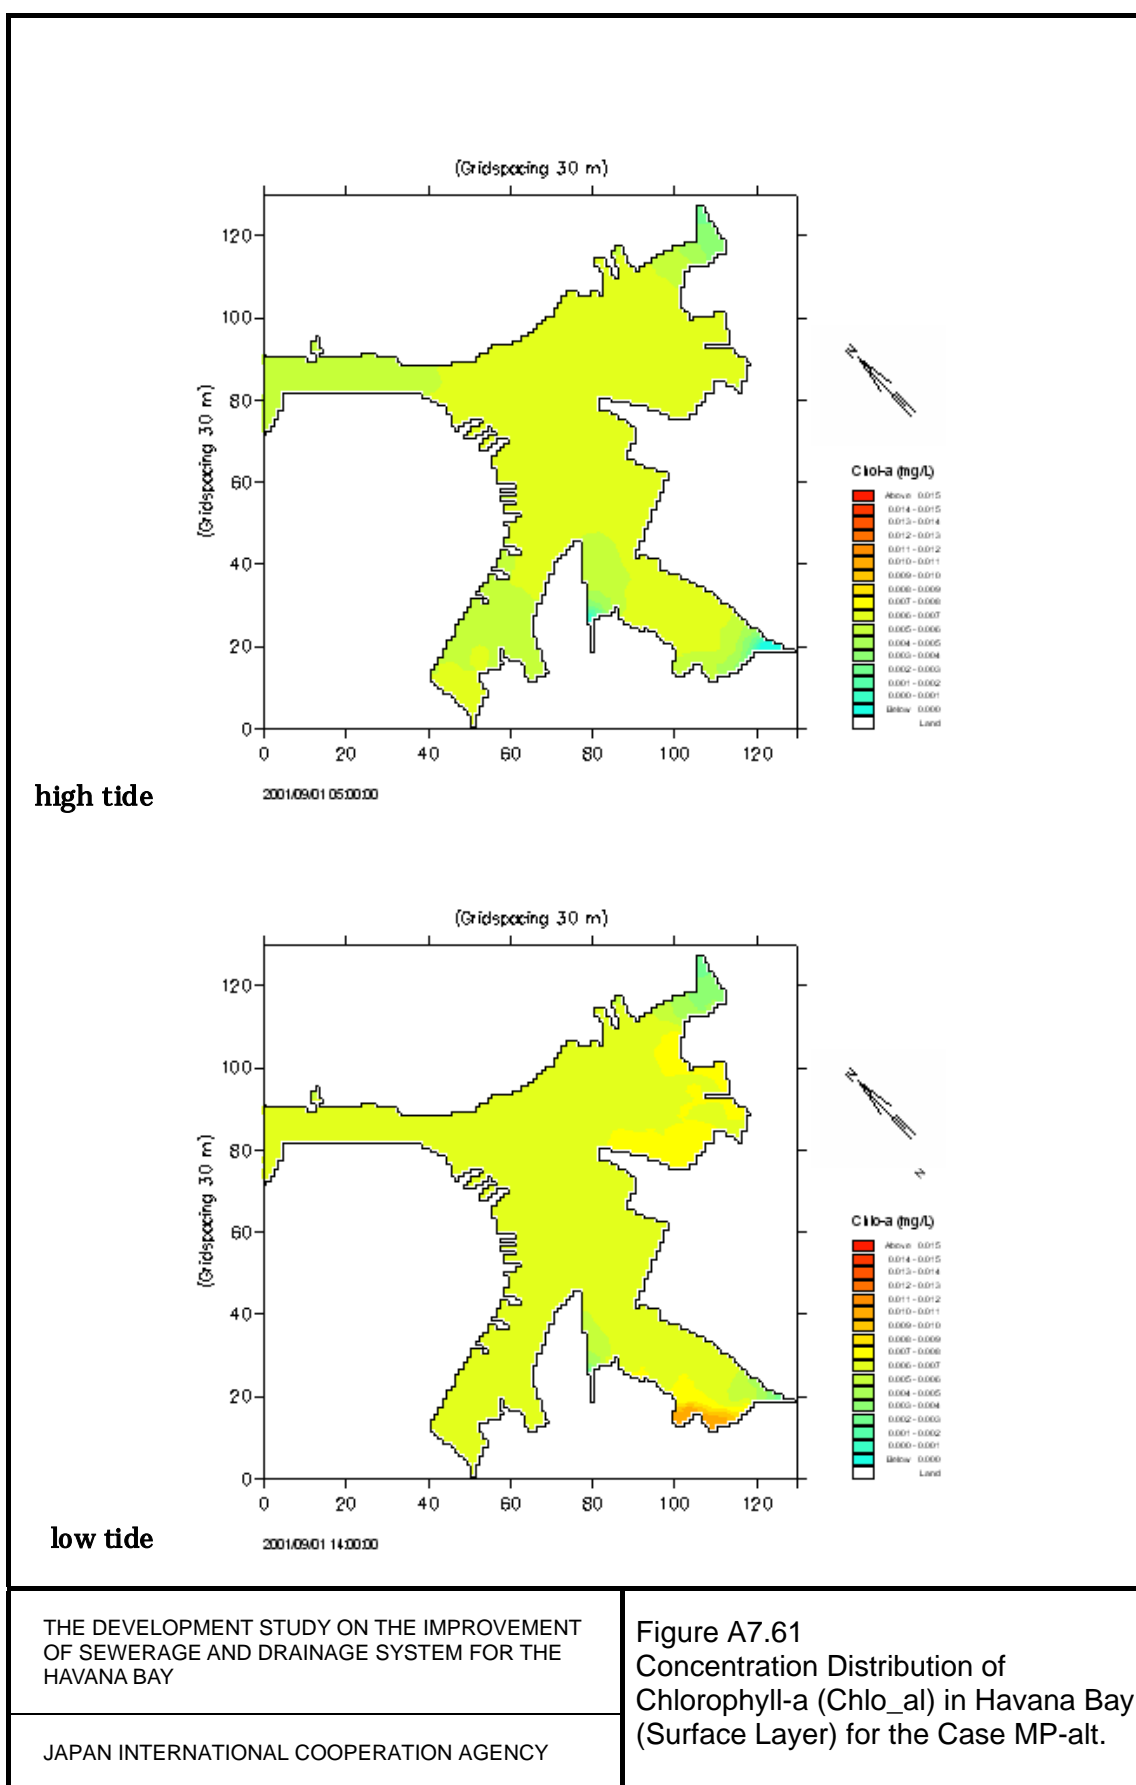 (Gridspacing 30 m)
120
100
80
60
40
20
0
(Gridspacing 30 m)
0 20 40 60 80 100 120
N
Chlo-a (mg/L)
Above 0.015
0.014 - 0.015
0.013 - 0.014
0.012 - 0.013
0.011 - 0.012
0.010 - 0.011
0.009 - 0.010
0.008 - 0.009
0.007 - 0.008
0.006 - 0.007
0.005 - 0.006
0.004 - 0.005
0.003 - 0.004
0.002 - 0.003
0.001 - 0.002
0.000 - 0.001
Below 0.000
Land
high tide
2001/09/01 05:00:00
(Gridspacing 30 m)
120
100
80
60
40
20
0
(Gridspacing 30 m)
0 20 40 60 80 100 120
N
N
Chlo-a (mg/L)
Above 0.015
0.014 - 0.015
0.013 - 0.014
0.012 - 0.013
0.011 - 0.012
0.010 - 0.011
0.009 - 0.010
0.008 - 0.009
0.007 - 0.008
0.006 - 0.007
0.005 - 0.006
0.004 - 0.005
0.003 - 0.004
0.002 - 0.003
0.001 - 0.002
0.000 - 0.001
Below 0.000
Land
low tide
2001/09/01 14:00:00
THE DEVELOPMENT STUDY ON THE IMPROVEMENT
OF SEWERAGE AND DRAINAGE SYSTEM FOR THE
HAVANA BAY
JAPAN INTERNATIONAL COOPERATION AGENCY
Figure A7.61
Concentration Distribution of
Chlorophyll-a (Chlo_al) in Havana Bay
(Surface Layer) for the Case MP-alt.